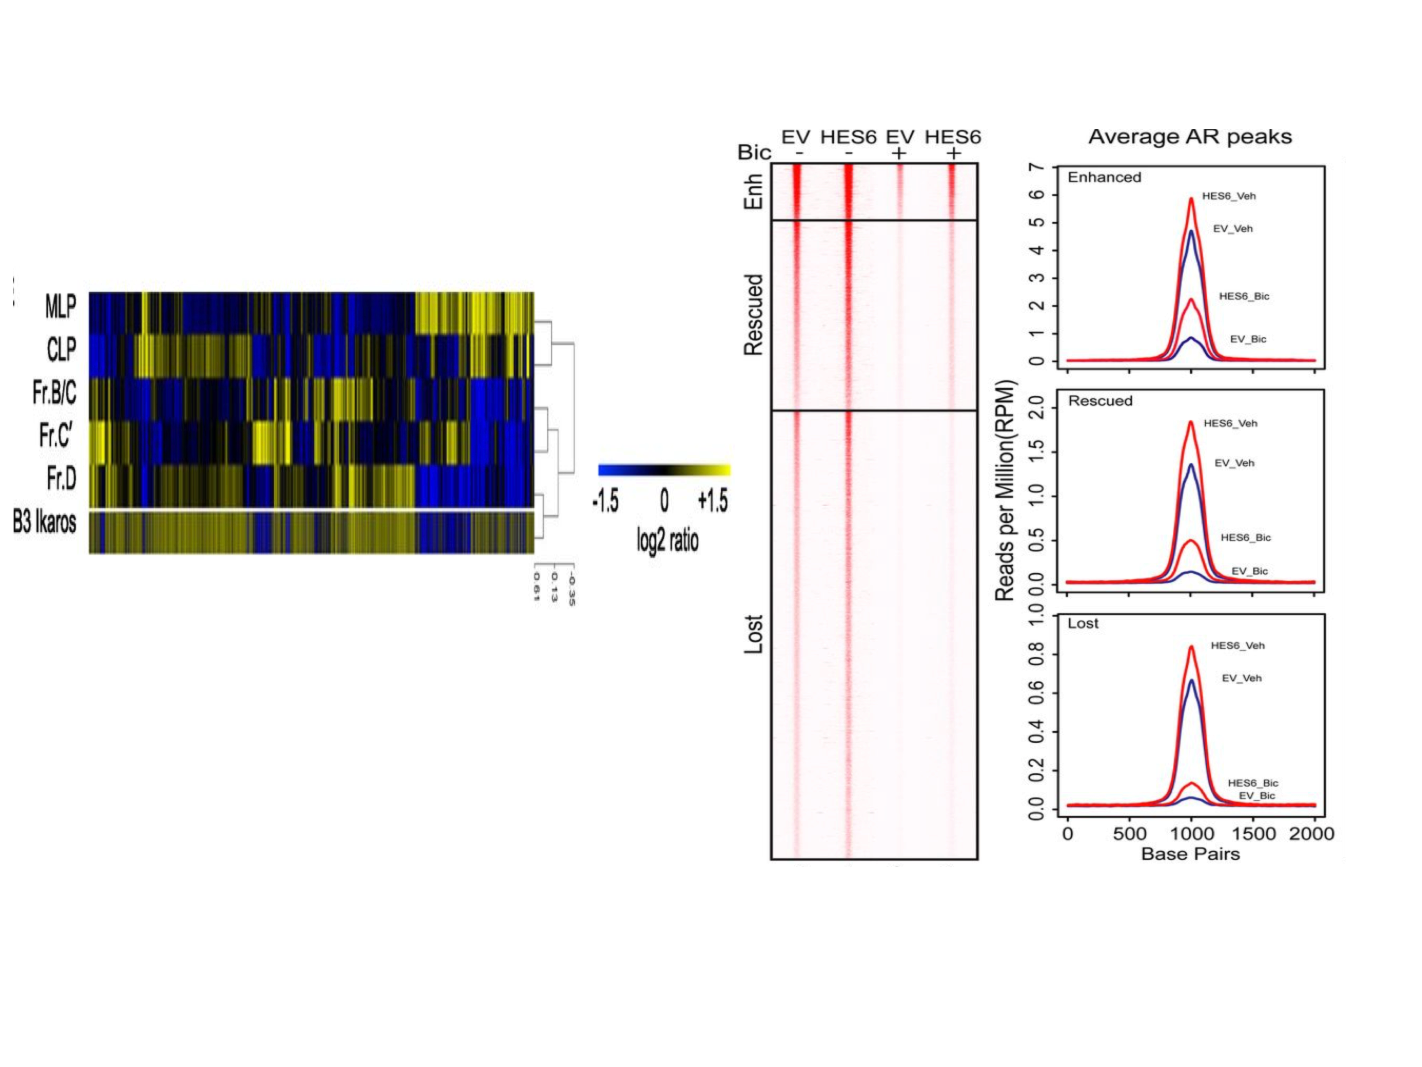 MLP
CLP
Fr.B/C
Fr.C′
Fr.D
B3 Ikaros
0.61
0.13
-0.35
-1.5 0 +1.5
log2 ratio
EV HES6 EV HES6
Bic - - + +
Enh
Rescued
Lost
Average AR peaks
Reads per Million(RPM)
7
6
5
4
3
2
1
0
Enhanced
HES6_Veh
EV_Veh
HES6_Bic
EV_Bic
2.0
1.5
1.0
0.5
0.0
Rescued
HES6_Veh
EV_Veh
HES6_Bic
EV_Bic
1.0
0.8
0.6
0.4
0.2
0.0
Lost
HES6_Veh
EV_Veh
HES6_Bic
EV_Bic
0 500 1000 1500 2000
Base Pairs